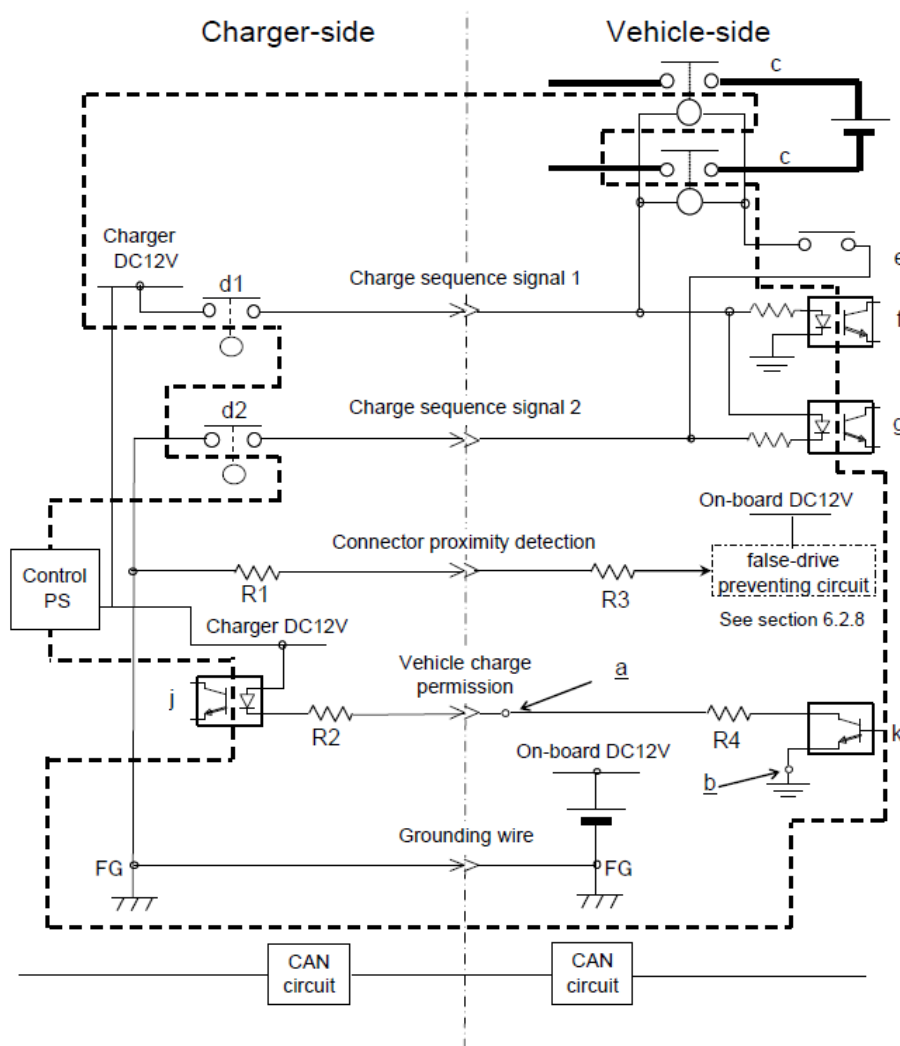 Charger-side
Vehicle-side
c
c
Charger
DC12V
d1
Charge sequence signal 1
e
f
d2
Charge sequence signal 2
g
On-board DC12V
Connector proximity detection
false-drive
preventing circuit
Control
PS
R1
R3
See section 6.2.8
Charger DC12V
Vehicle charge
permission
a
j
R2
R4
k
On-board DC12V
b
Grounding wire
FG
FG
CAN
circuit
CAN
circuit